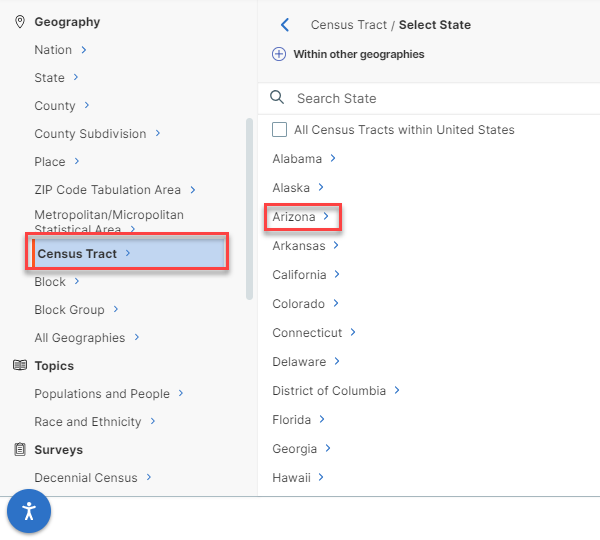 Geography
Nation
State
County
County Subdivision
Place
ZIP Code Tabulation Area
Metropolitan/Micropolitan
Statistical Area
Census Tract
Block
Block Group
All Geographies
Topics
Populations and People
Race and Ethnicity
Surveys
Decennial Census
Census Tract / Select State
Within other geographies
Search State
All Census Tracts within United States
Alabama
Alaska
Arizona
Arkansas
California
Colorado
Connecticut
Delaware
District of Columbia
Florida
Georgia
Hawaii